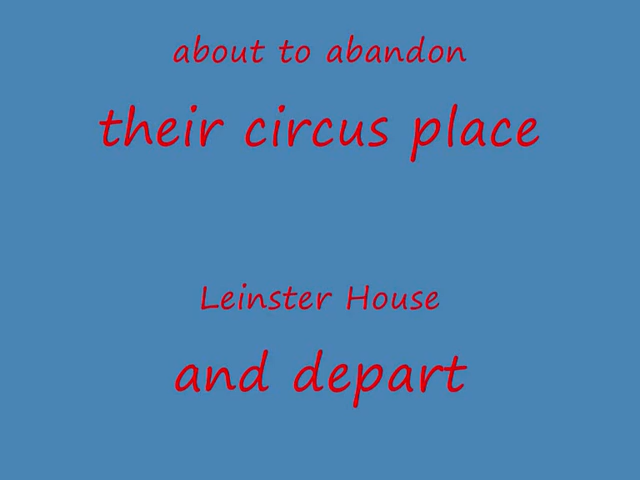 about to abandon
their circus place
Leinster House
and depart